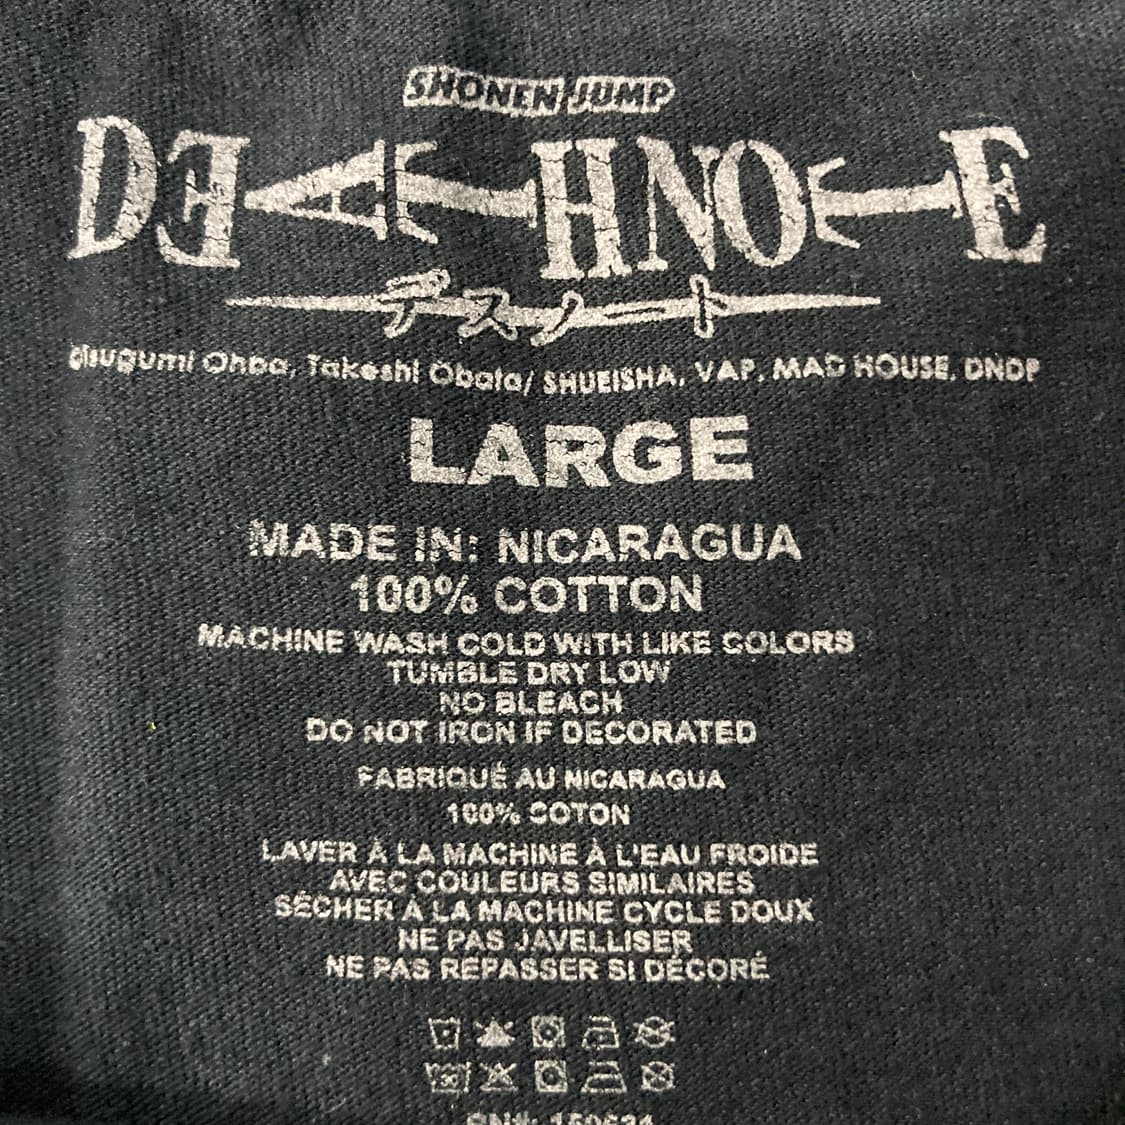 SHONEN JUMP
DEATH NOTE
デスノート
©Tsugumi Ohba, Takeshi Obata/ SHUEISHA, VAP, MAD HOUSE, DNDP
LARGE
MADE IN: NICARAGUA
100% COTTON
MACHINE WASH COLD WITH LIKE COLORS
TUMBLE DRY LOW
NO BLEACH
DO NOT IRON IF DECORATED
FABRIQUÉ AU NICARAGUA
100% COTON
LAVER À LA MACHINE À L'EAU FROIDE
AVEC COULEURS SIMILAIRES
SÉCHER À LA MACHINE CYCLE DOUX
NE PAS JAVELLISER
NE PAS RÉPASSER SI DÉCORÉ